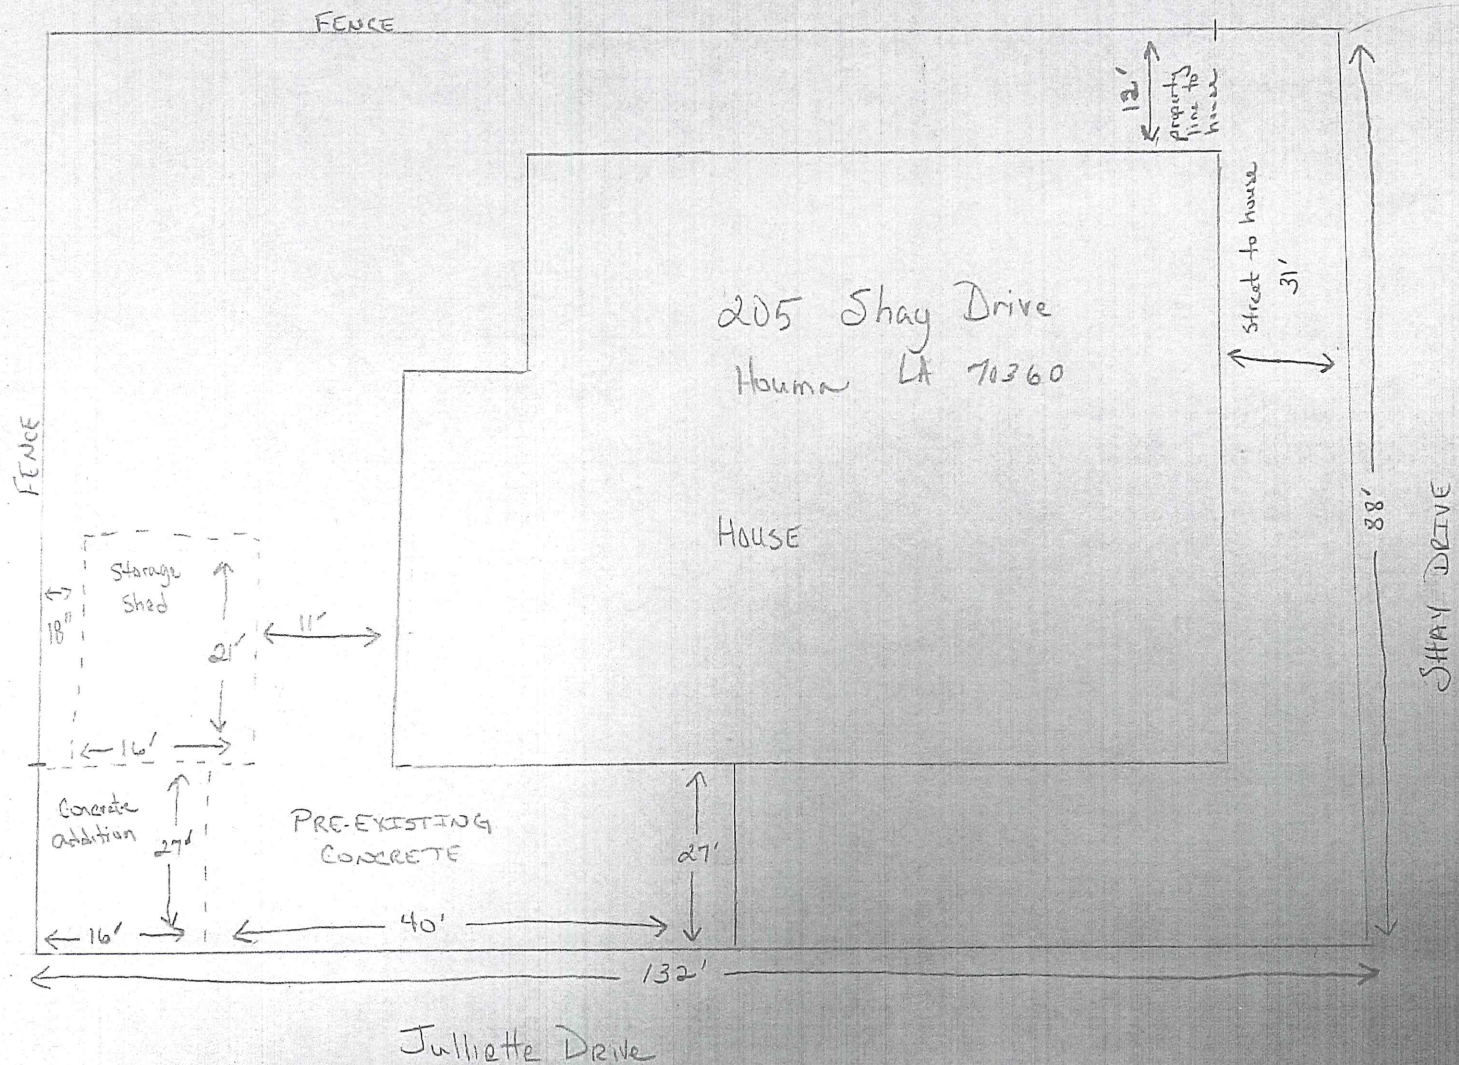 FENCE
12'
property
line to
house
street to house
31'
205 Shay Drive
Houma LA 70360
FENCE
HOUSE
88'
SHAY DRIVE
Storage
Shed
18"
21'
11'
16'
Concrete
addition
27'
PRE-EXISTING
CONCRETE
27'
16'
40'
132'
Julliette Drive